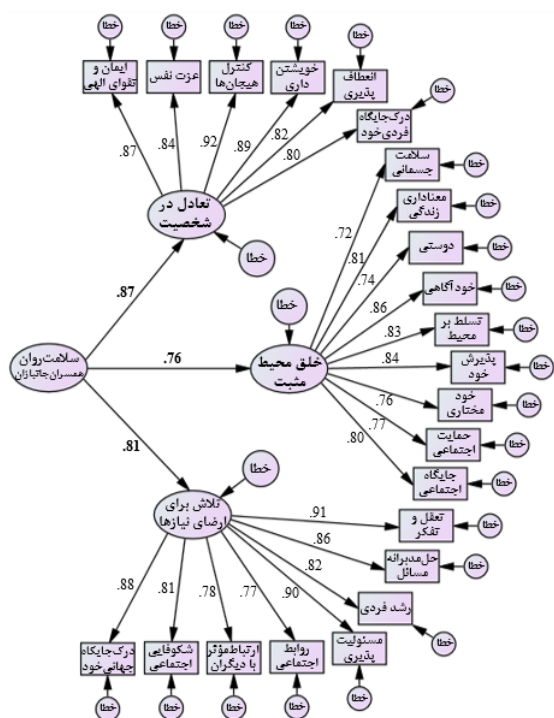 خطا
خطا
خطا
خطا
خطا
خطا
ایمان و
تقوای الهی
عزت نفس
کنترل
هیجان‌ها
خویشتن
داری
انعطاف
پذیری
درک‌جایگاه
فردی‌خود
.87
.84
.92
.89
.82
.80
تعادل در
شخصیت
خطا
سلامت
جسمانی
خطا
معناداری
زندگی
خطا
دوستی
خطا
خود آگاهی
خطا
تسلط بر
محیط
خطا
پذیرش
خود
خطا
خود
مختاری
خطا
حمایت
اجتماعی
خطا
جایگاه
اجتماعی
خطا
.72
.81
.74
.86
.83
.84
.76
.77
.80
خطا
خلق محیط
مثبت
.87
.76
.81
سلامت‌روان
همسران‌جانبازان
خطا
تلاش برای
ارضای نیازها
.91
.86
.82
.90
.77
.78
.81
.88
تعقل و
تفکر
خطا
حل‌مدبرانه
مسائل
خطا
رشد فردی
خطا
مسئولیت
پذیری
خطا
روابط
اجتماعی
خطا
ارتباط‌مؤثر
با دیگران
خطا
شکوفایی
اجتماعی
خطا
درک‌جایگاه
جهانی‌خود
خطا